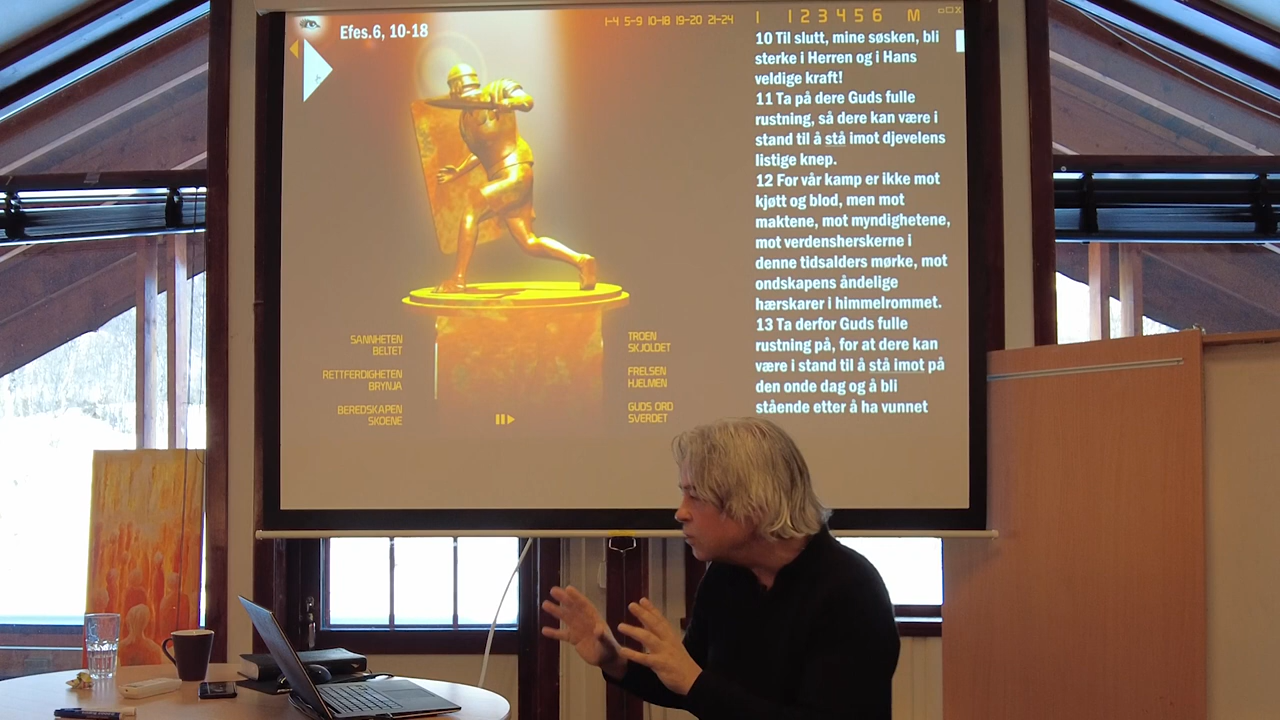 Efes.6, 10-18
1-4 5-9 10-18 19-20 21-24 1 1 2 3 4 5 6 M
10 Til slutt, mine søsken, bli
sterke i Herren og i Hans
veldige kraft!
11 Ta på dere Guds fulle
rustning, så dere kan være i
stand til å stå imot djevelens
listige knep.
12 For vår kamp er ikke mot
kjøtt og blod, men mot
maktene, mot myndighetene,
mot verdensherskerne i
denne tidsalders mørke, mot
ondskapens åndelige
hærskarer i himmelrommet.
13 Ta derfor Guds fulle
rustning på, for at dere kan
være i stand til å stå imot på
den onde dag og å bli
stående etter å ha vunnet
SANNHETEN
BELTET
RETTFERDIGHETEN
BRYNJA
BEREDSKAPEN
SKOENE
TROEN
SKJOLDET
FRELSEN
HJELMEN
GUDS ORD
SVERDET